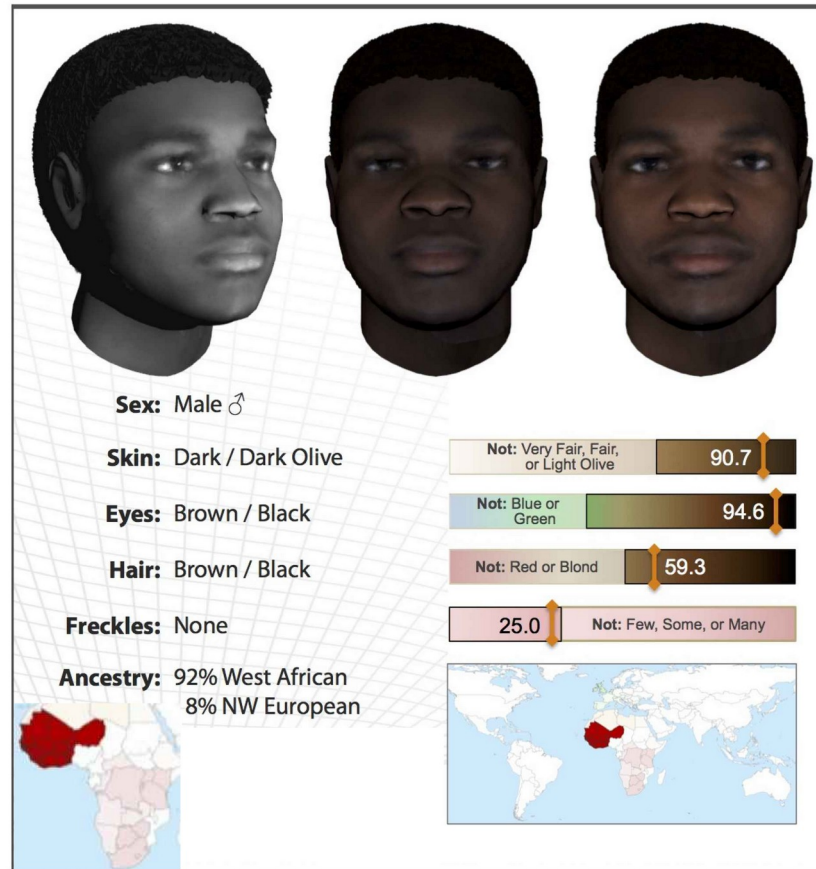 Sex: Male ♂
Skin: Dark / Dark Olive
Not: Very Fair, Fair,
or Light Olive
90.7
Eyes: Brown / Black
Not: Blue or
Green
94.6
Hair: Brown / Black
Not: Red or Blond
59.3
Freckles: None
25.0
Not: Few, Some, or Many
Ancestry: 92% West African
8% NW European